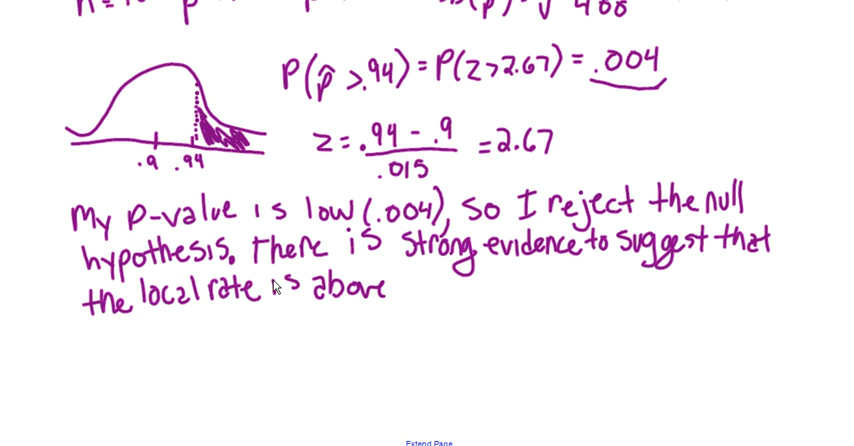 P(p̂ >.94) = P(Z>2.67) = .004
z = .94 - .9 / .015 = 2.67
.9 .94
My p-value is low (.004), so I reject the null
hypothesis. There is strong evidence to suggest that
the local rate is above
Extend Page